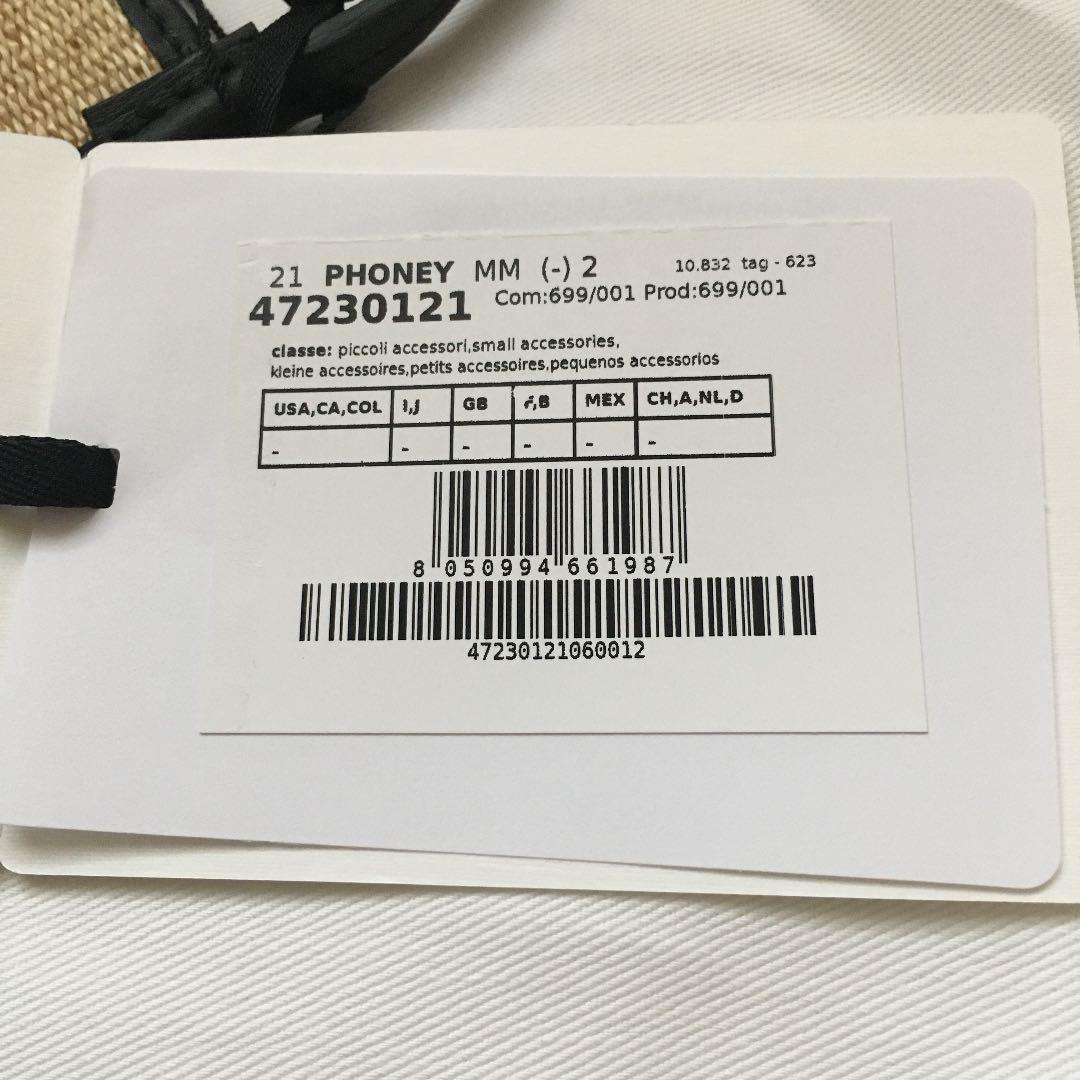 21 PHONEY MM (-) 2 10.832 tag - 623
47230121 Com:699/001 Prod:699/001
classe: piccoli accessori,small accessories,
kleine accessoires,petits accessoires,pequenos accessorios
USA,CA,COL I,J GB F,B MEX CH,A,NL,D
- - - - - -
8 050994 661987
47230121060012